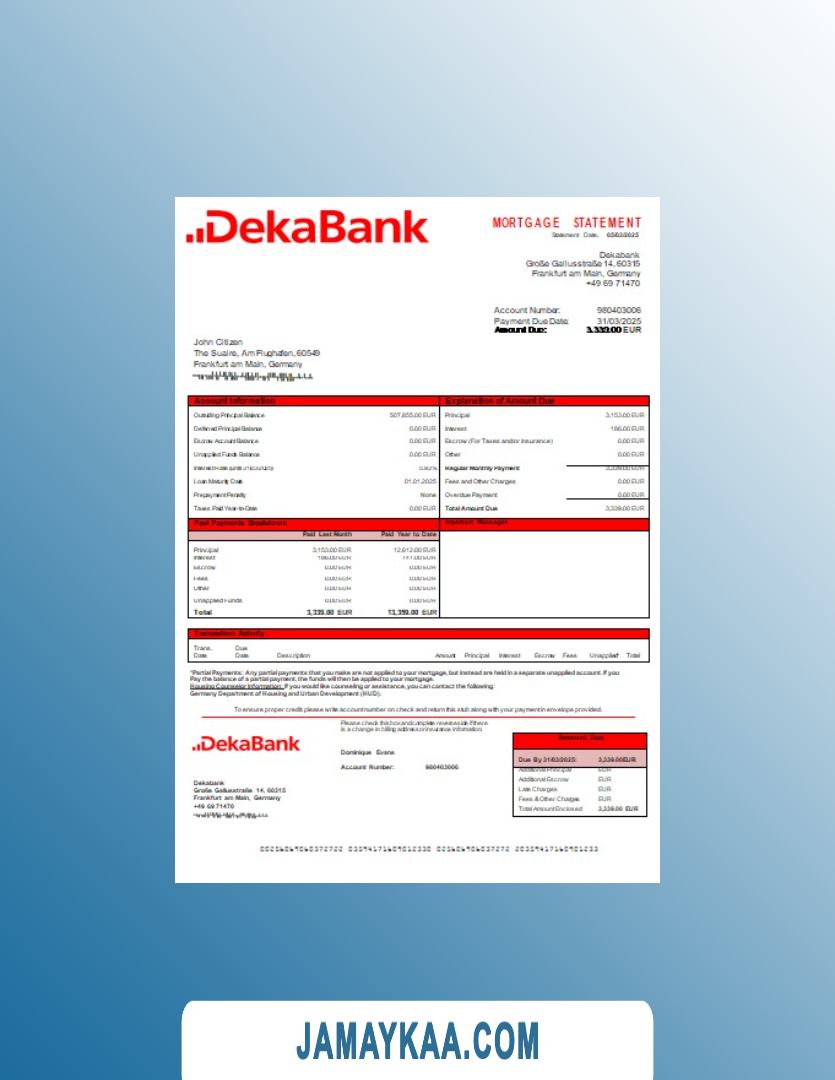 DekaBank
MORTGAGE STATEMENT
Statement Date: 05/03/2025
Dekabank
Große Gallusstraße 14, 60315
Frankfurt am Main, Germany
+49 69 71470
Account Number: 980403006
Payment Due Date: 31/03/2025
Amount Due: 3,339.00 EUR
John Citizen
The Suaire, Am Flughafen, 60549
Frankfurt am Main, Germany
Account Information Explanation of Amount Due
Outsding Principal Balance 507,855.00 EUR Principal 3,153.00 EUR
Deferred Principal Balance 0.00 EUR Interest 186.00 EUR
Escrow Account Balance 0.00 EUR Escrow (For Taxes and/or Insurance) 0.00 EUR
Unapplied Funds Balance 0.00 EUR Other 0.00 EUR
Interest Rate Regular Monthly Payment 3,339.00 EUR
Loan Maturity Date 01.01.2025 Fees and Other Charges 0.00 EUR
Prepayment Penalty None Overdue Payment 0.00 EUR
Taxes Paid Year-to-Date 0.00 EUR Total Amount Due 3,339.00 EUR
Past Payments Breakdown Important Messages
Paid Last Month Paid Year to Date
Principal 3,153.00 EUR 12,612.00 EUR
Interest 186.00 EUR EUR
Escrow 0.00 EUR 0.00 EUR
Fees 0.00 EUR 0.00 EUR
Other 0.00 EUR 0.00 EUR
Unapplied Funds 0.00 EUR 0.00 EUR
Total 3,339.00 EUR 13,359.00 EUR
Transaction Activity
Trans. Due
Date Date Description Amount Principal Interest Escrow Fees Unapplied* Total
*Partial Payments: Any partial payments that you make are not applied to your mortgage, but instead are held in a separate unapplied account. If you
Pay the balance of a partial payment, the funds will then be applied to your mortgage.
Housing Counselor Information: If you would like counseling or assistance, you can contact the following:
Germany Department of Housing and Urban Development (HUD).
To ensure proper credit please write account number on check and return this stub along with your payment in envelope provided.
Please check this box and complete reverse side if there
is a change in billing address or insurance information
DekaBank
Dominique Evans
Account Number: 980403006
Dekabank
Große Gallusstraße 14, 60315
Frankfurt am Main, Germany
+49 69 71470
Amount Due
Due By 31/03/2025: 3,339.00EUR
Additional Principal EUR
Additional Escrow EUR
Late Charges EUR
Fees & Other Charges EUR
Total Amount Enclosed 3,339.00 EUR
JAMAYKAA.COM